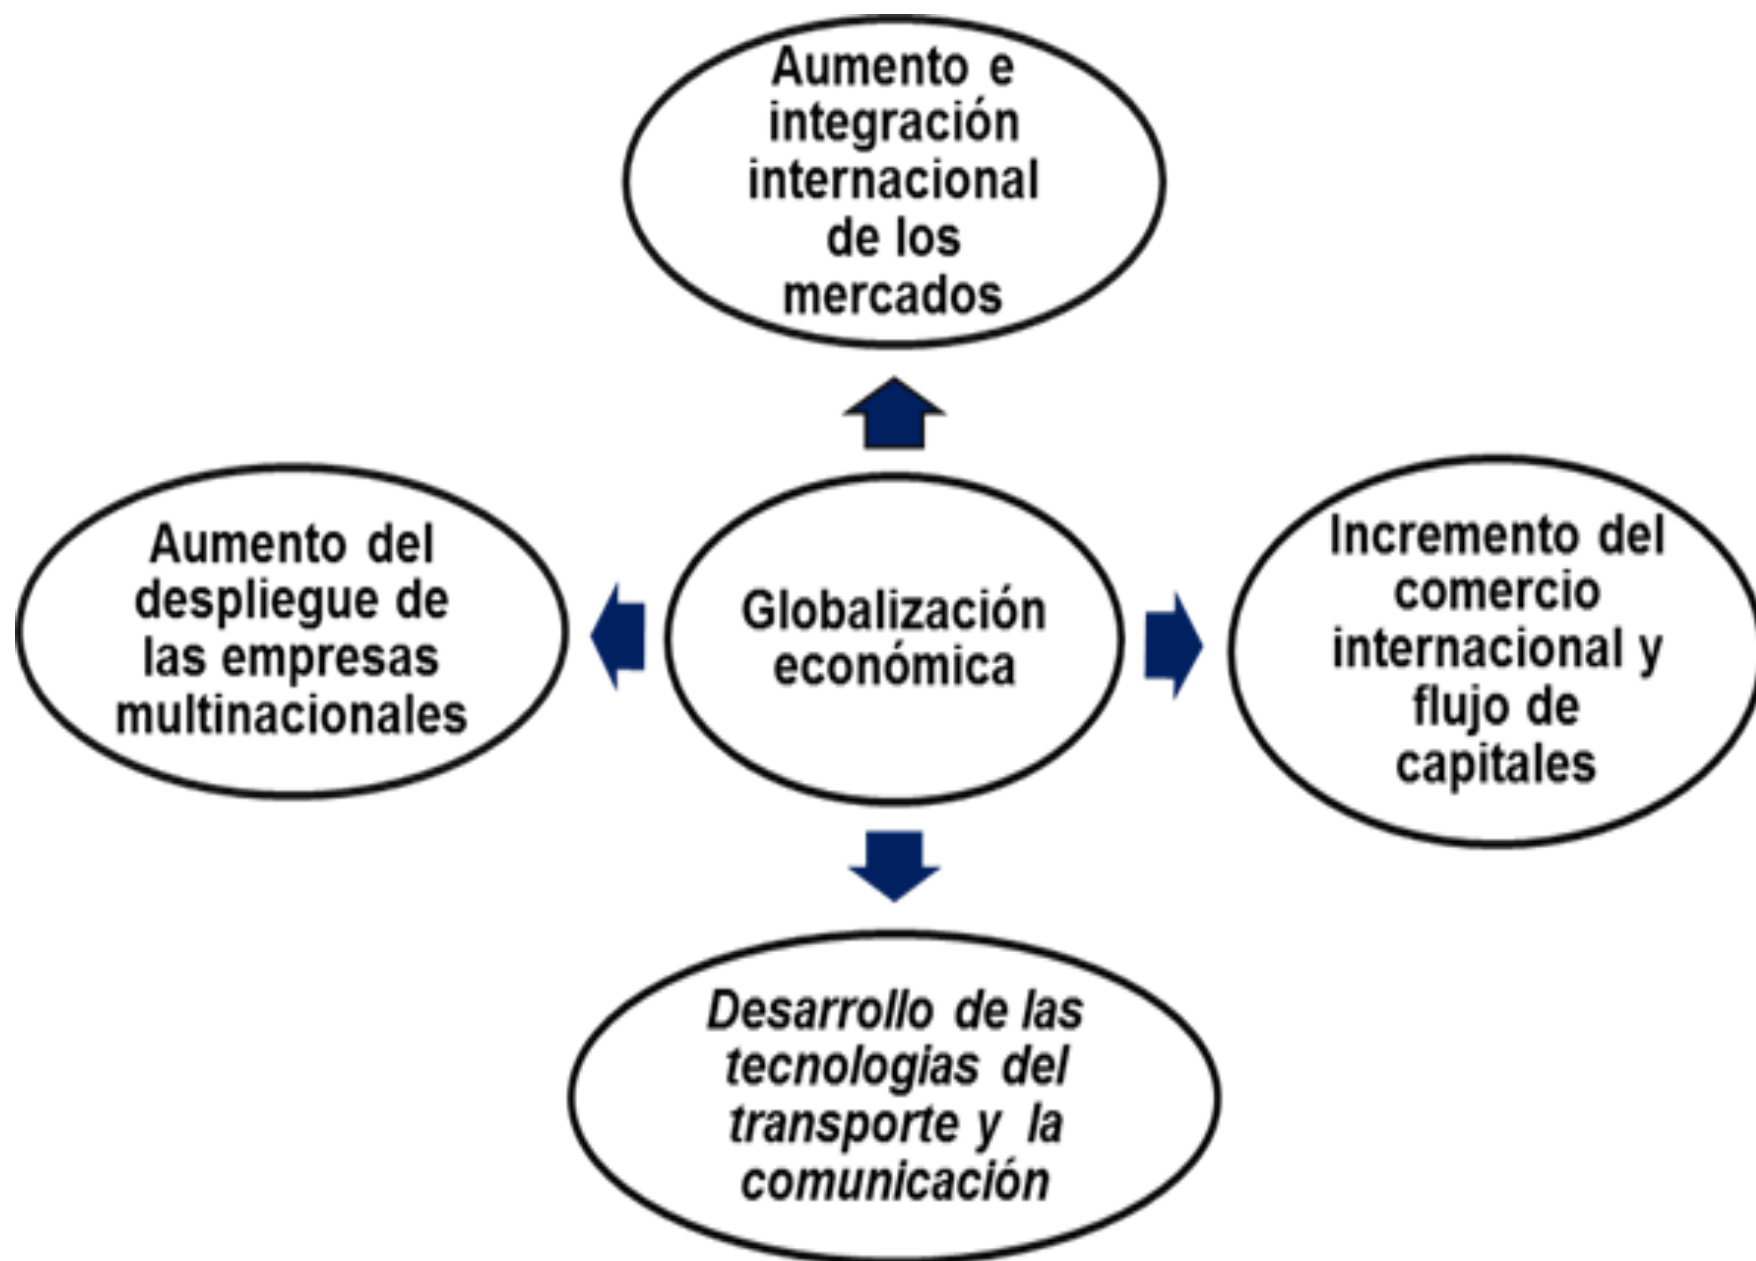 Aumento e
integración
internacional
de los
mercados
Aumento del
despliegue de
las empresas
multinacionales
Globalización
económica
Incremento del
comercio
internacional y
flujo de
capitales
Desarrollo de las
tecnologias del
transporte y la
comunicación